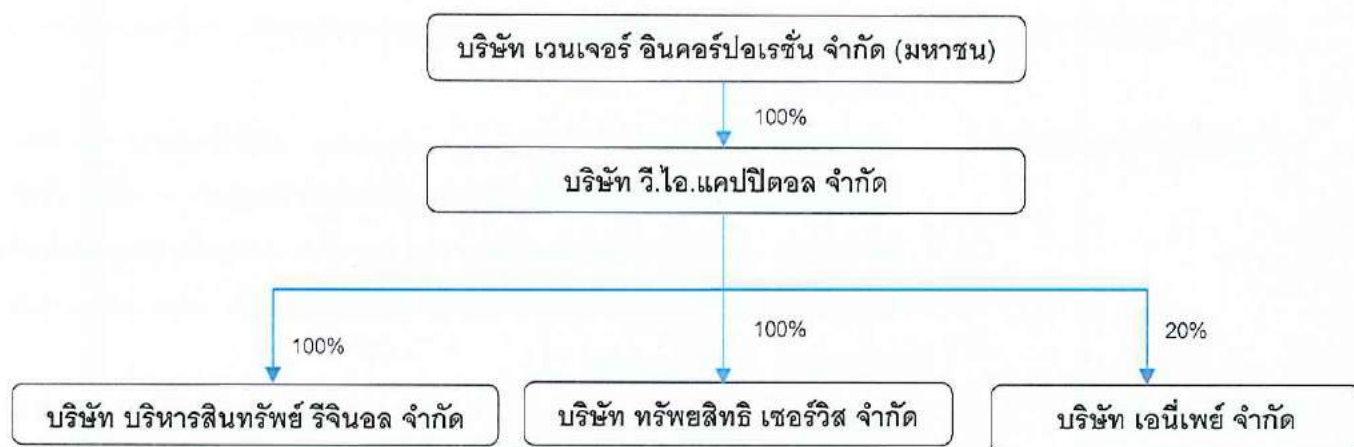 บริษัท เวนเจอร์ อินคอร์ปอเรชั่น จำกัด (มหาชน)
100%
บริษัท วี.ไอ.แคปปิตอล จำกัด
100%
100%
20%
บริษัท บริหารสินทรัพย์ รีจินอล จำกัด
บริษัท ทรัพยสิทธิ เซอร์วิส จำกัด
บริษัท เอนี่เพย์ จำกัด